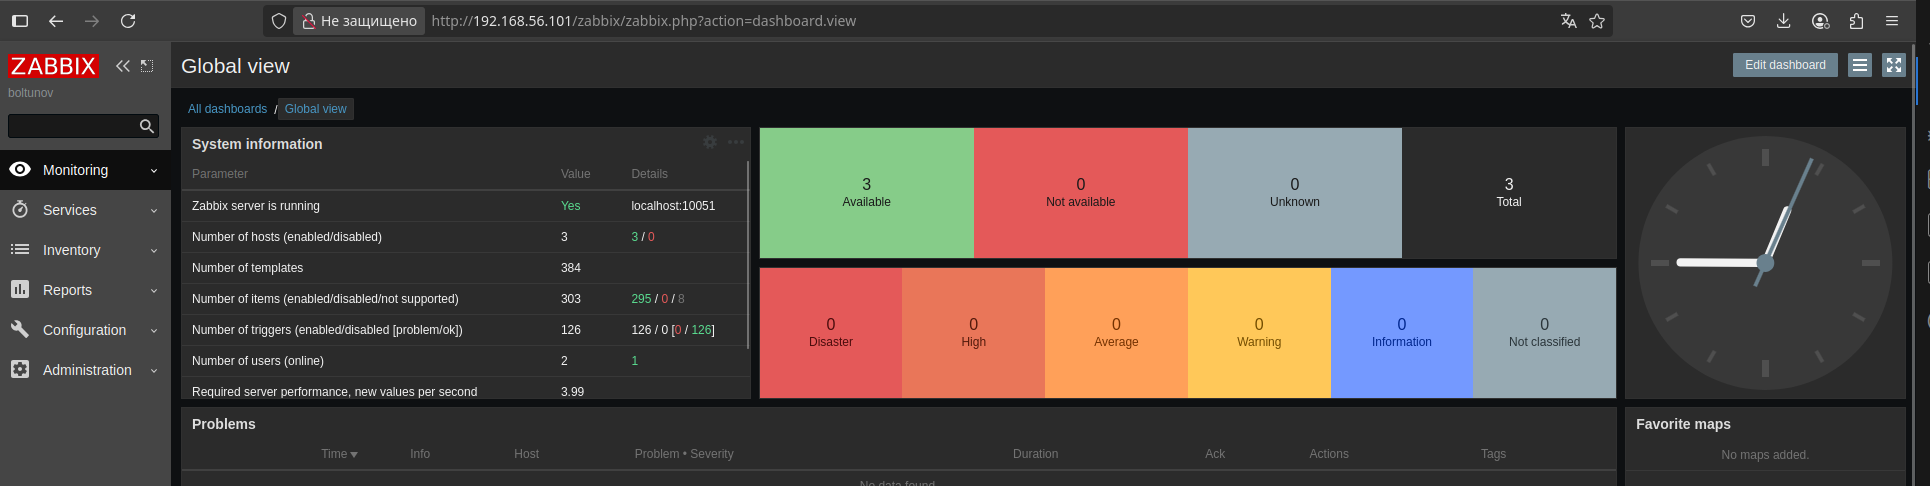 Не защищено http://192.168.56.101/zabbix/zabbix.php?action=dashboard.view
ZABBIX
boltunov
Monitoring
Services
Inventory
Reports
Configuration
Administration
Global view
Edit dashboard
All dashboards / Global view
System information
Parameter Value Details
Zabbix server is running Yes localhost:10051
Number of hosts (enabled/disabled) 3 3 / 0
Number of templates 384
Number of items (enabled/disabled/not supported) 303 295 / 0 / 8
Number of triggers (enabled/disabled [problem/ok]) 126 126 / 0 [0 / 126]
Number of users (online) 2 1
Required server performance, new values per second 3.99
3 0 0 3
Available Not available Unknown Total
0 0 0 0 0 0
Disaster High Average Warning Information Not classified
Problems
Time Info Host Problem • Severity Duration Ack Actions Tags
No data found
Favorite maps
No maps added.